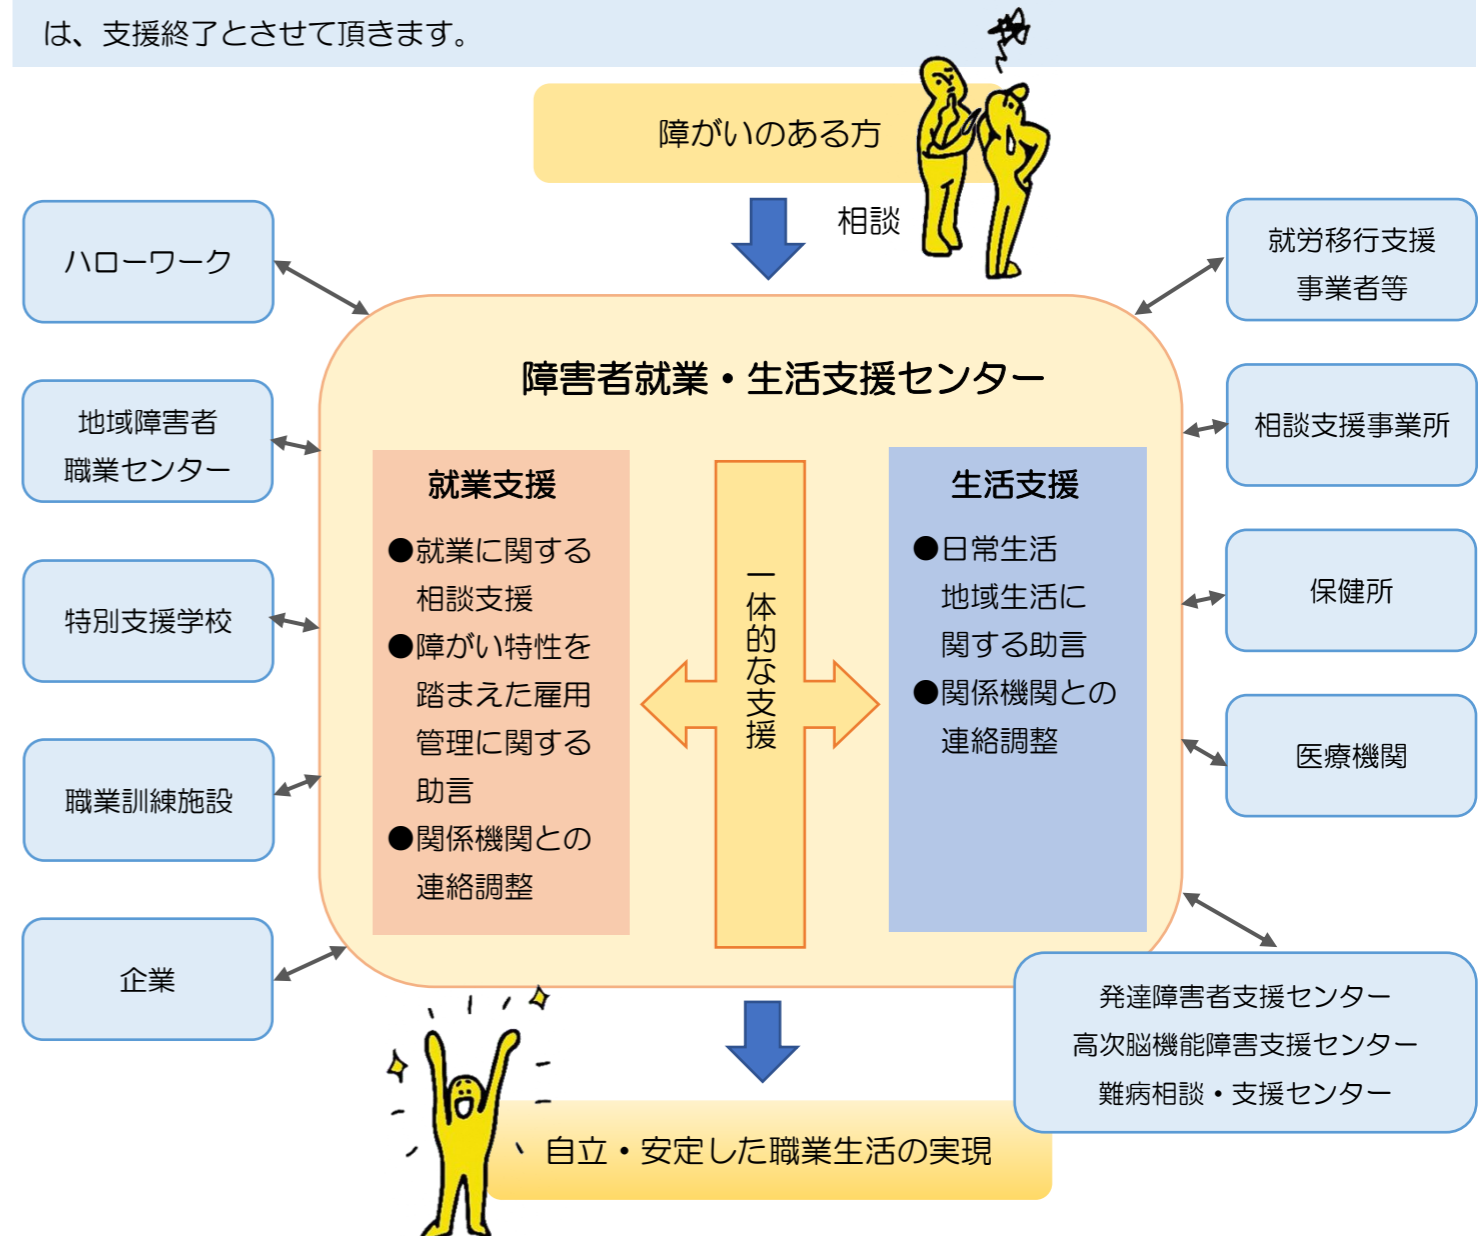 は、支援終了とさせて頂きます。
障がいのある方
相談
ハローワーク
地域障害者
職業センター
特別支援学校
職業訓練施設
企業
障害者就業・生活支援センター
就業支援
●就業に関する
相談支援
●障がい特性を
踏まえた雇用
管理に関する
助言
●関係機関との
連絡調整
一体的な支援
生活支援
●日常生活
地域生活に
関する助言
●関係機関との
連絡調整
就労移行支援
事業者等
相談支援事業所
保健所
医療機関
発達障害者支援センター
高次脳機能障害支援センター
難病相談・支援センター
自立・安定した職業生活の実現